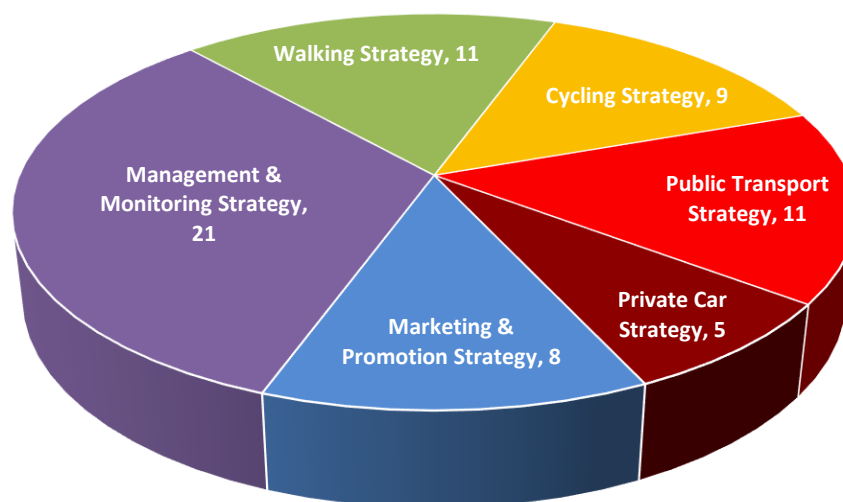 Walking Strategy, 11
Cycling Strategy, 9
Public Transport
Strategy, 11
Private Car
Strategy, 5
Marketing &
Promotion Strategy, 8
Management &
Monitoring Strategy,
21